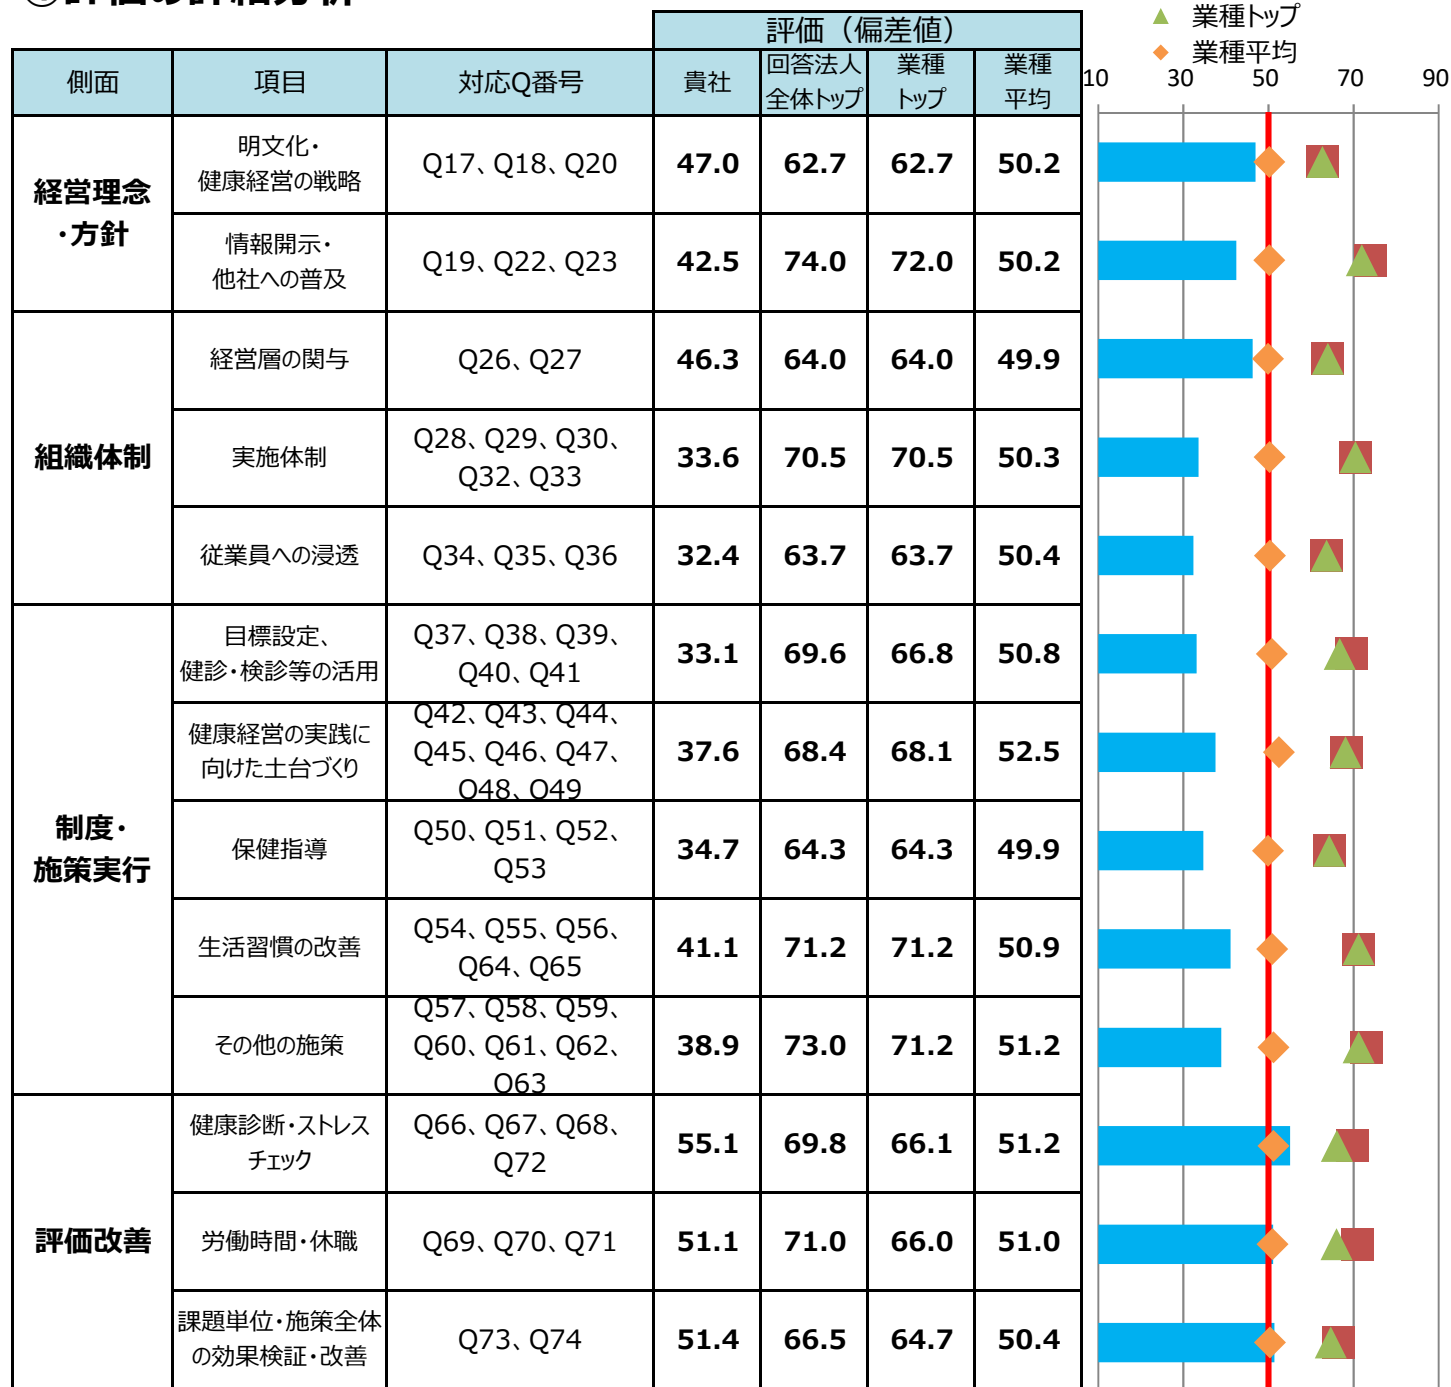 ▲ 業種トップ
◆ 業種平均
10 30 50 70 90
評価（偏差値）
側面 項目 対応Q番号 貴社 回答法人 業種 業種
全体トップ トップ 平均
経営理念
・方針
明文化・
健康経営の戦略
Q17、Q18、Q20 47.0 62.7 62.7 50.2
情報開示・
他社への普及
Q19、Q22、Q23 42.5 74.0 72.0 50.2
組織体制
経営層の関与 Q26、Q27 46.3 64.0 64.0 49.9
実施体制
Q28、Q29、Q30、
Q32、Q33
33.6 70.5 70.5 50.3
従業員への浸透 Q34、Q35、Q36 32.4 63.7 63.7 50.4
制度・
施策実行
目標設定、
健診・検診等の活用
Q37、Q38、Q39、
Q40、Q41
33.1 69.6 66.8 50.8
健康経営の実践に
向けた土台づくり
Q42、Q43、Q44、
Q45、Q46、Q47、
Q48、Q49
37.6 68.4 68.1 52.5
保健指導
Q50、Q51、Q52、
Q53
34.7 64.3 64.3 49.9
生活習慣の改善
Q54、Q55、Q56、
Q64、Q65
41.1 71.2 71.2 50.9
その他の施策
Q57、Q58、Q59、
Q60、Q61、Q62、
Q63
38.9 73.0 71.2 51.2
評価改善
健康診断・ストレス
チェック
Q66、Q67、Q68、
Q72
55.1 69.8 66.1 51.2
労働時間・休職 Q69、Q70、Q71 51.1 71.0 66.0 51.0
課題単位・施策全体
の効果検証・改善
Q73、Q74 51.4 66.5 64.7 50.4